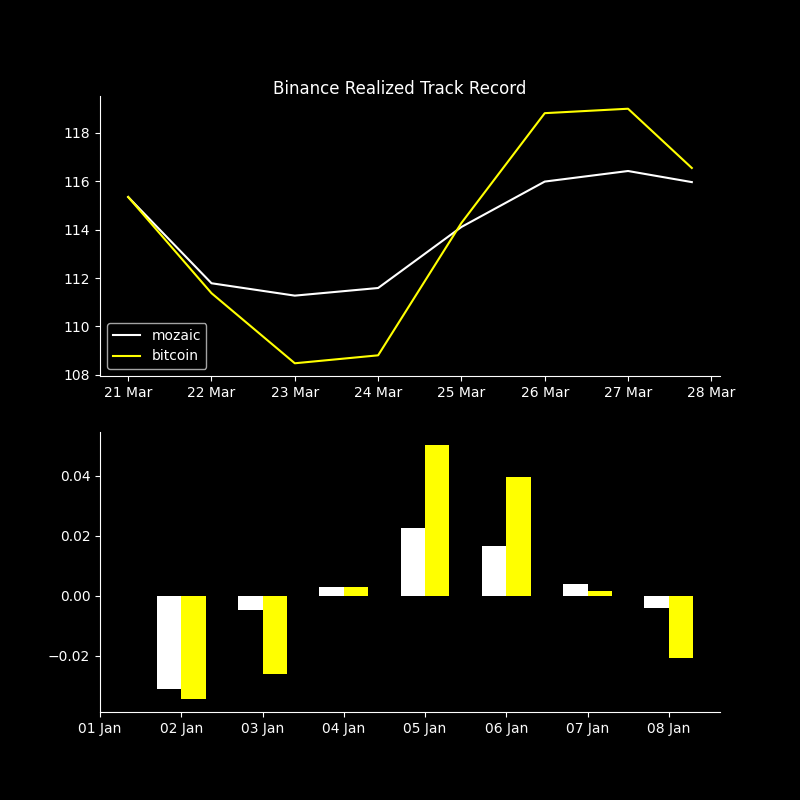 Binance Realized Track Record
118
116
114
112
110
108
mozaic
bitcoin
21 Mar 22 Mar 23 Mar 24 Mar 25 Mar 26 Mar 27 Mar 28 Mar
0.04
0.02
0.00
−0.02
01 Jan 02 Jan 03 Jan 04 Jan 05 Jan 06 Jan 07 Jan 08 Jan